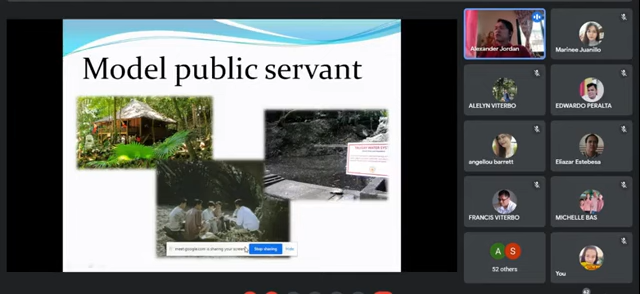 Model public servant
meet.google.com is sharing your screen.
Stop sharing
Hide
Alexander Jordan
Marinee Juanillo
ALELYN VITERBO
EDWARDO PERALTA
angeliou barrett
Eliazar Estebesa
FRANCIS VITERBO
MICHELLE BAS
A
S
52 others
You